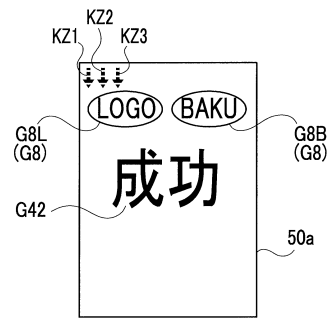 KZ2
KZ1 KZ3
LOGO BAKU
G8L G8B
(G8) (G8)
成功
G42
50a